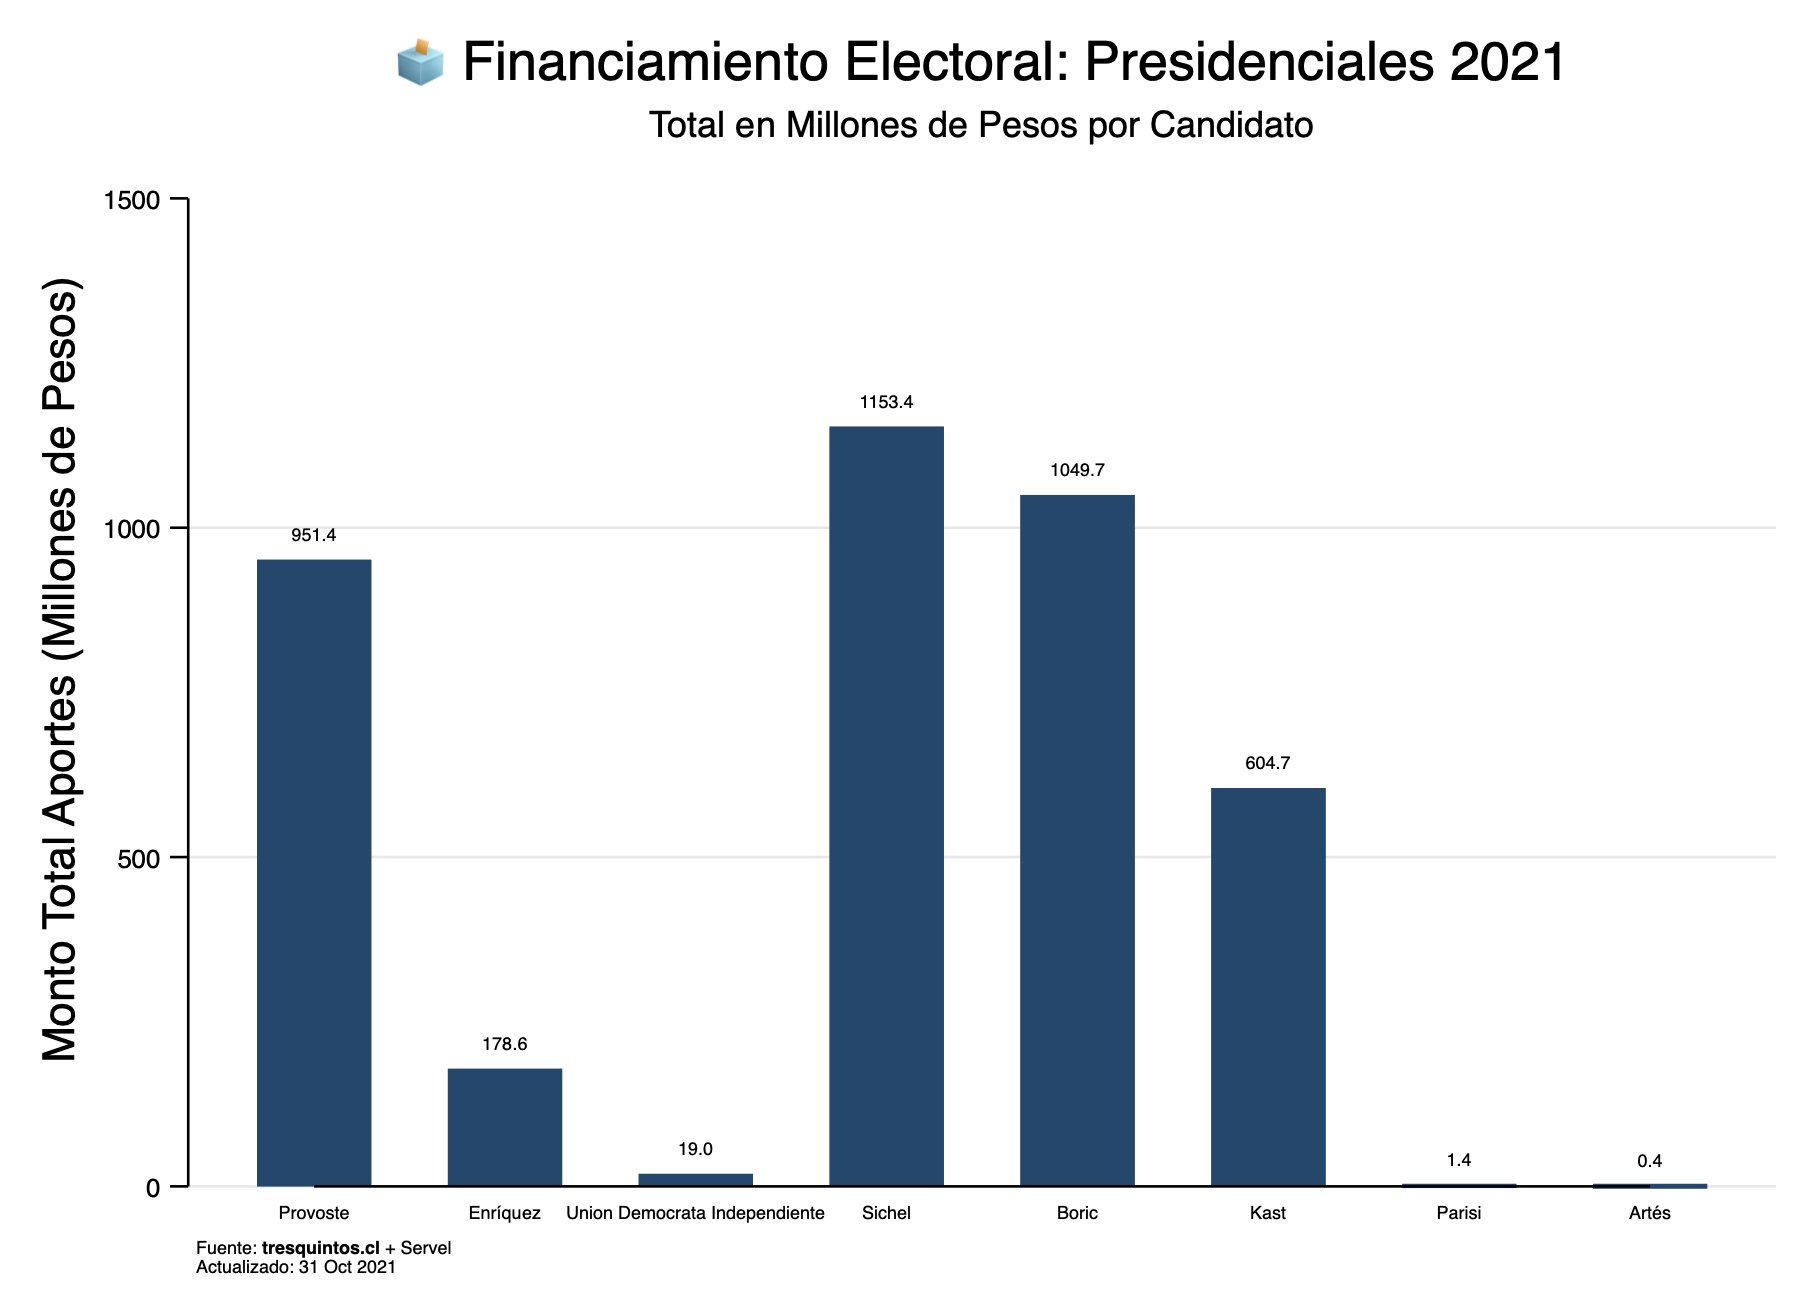 Financiamiento Electoral: Presidenciales 2021
Total en Millones de Pesos por Candidato
Monto Total Aportes (Millones de Pesos)
1500
1000
500
0
951.4
178.6
19.0
1153.4
1049.7
604.7
1.4
0.4
Provoste
Enríquez
Union Democrata Independiente
Sichel
Boric
Kast
Parisi
Artés
Fuente: tresquintos.cl + Servel
Actualizado: 31 Oct 2021